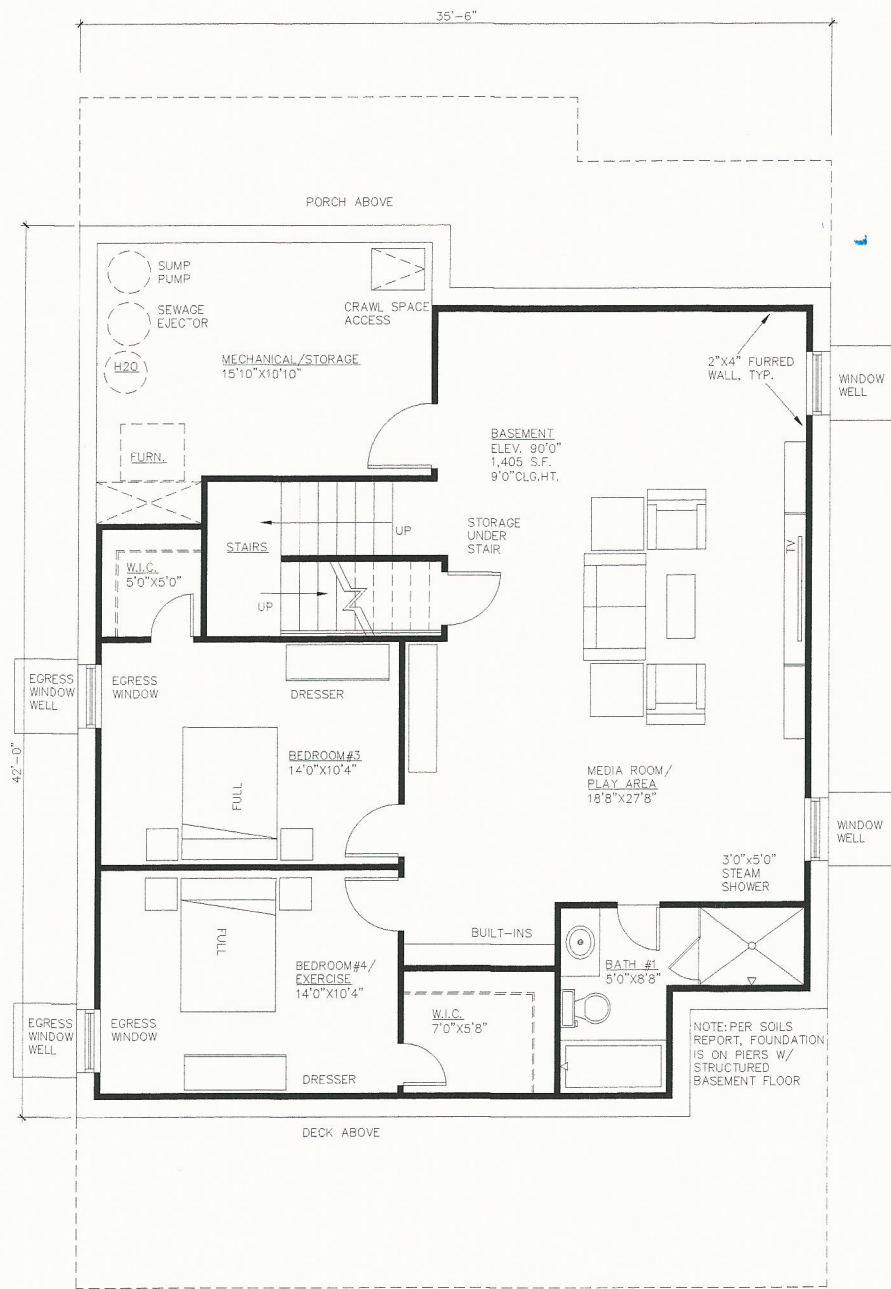 35'-6"
PORCH ABOVE
SUMP
PUMP
SEWAGE
EJECTOR
CRAWL SPACE
ACCESS
H2O
MECHANICAL/STORAGE
15'10"X10'10"
2"X4" FURRED
WALL, TYP.
WINDOW
WELL
FURN.
BASEMENT
ELEV. 90'0"
1,405 S.F.
9'0"CLG.HT.
UP
STORAGE
UNDER
STAIR
STAIRS
TV
W.I.C.
5'0"X5'0"
UP
EGRESS
WINDOW
WELL
EGRESS
WINDOW
DRESSER
42'-0"
BEDROOM#3
14'0"X10'4"
FULL
MEDIA ROOM/
PLAY AREA
18'8"X27'8"
WINDOW
WELL
3'0"x5'0"
STEAM
SHOWER
FULL
BUILT-INS
BEDROOM#4/
EXERCISE
14'0"X10'4"
BATH #1
5'0"X8'8"
EGRESS
WINDOW
WELL
EGRESS
WINDOW
W.I.C.
7'0"X5'8"
NOTE: PER SOILS
REPORT, FOUNDATION
IS ON PIERS W/
STRUCTURED
BASEMENT FLOOR
DRESSER
DECK ABOVE